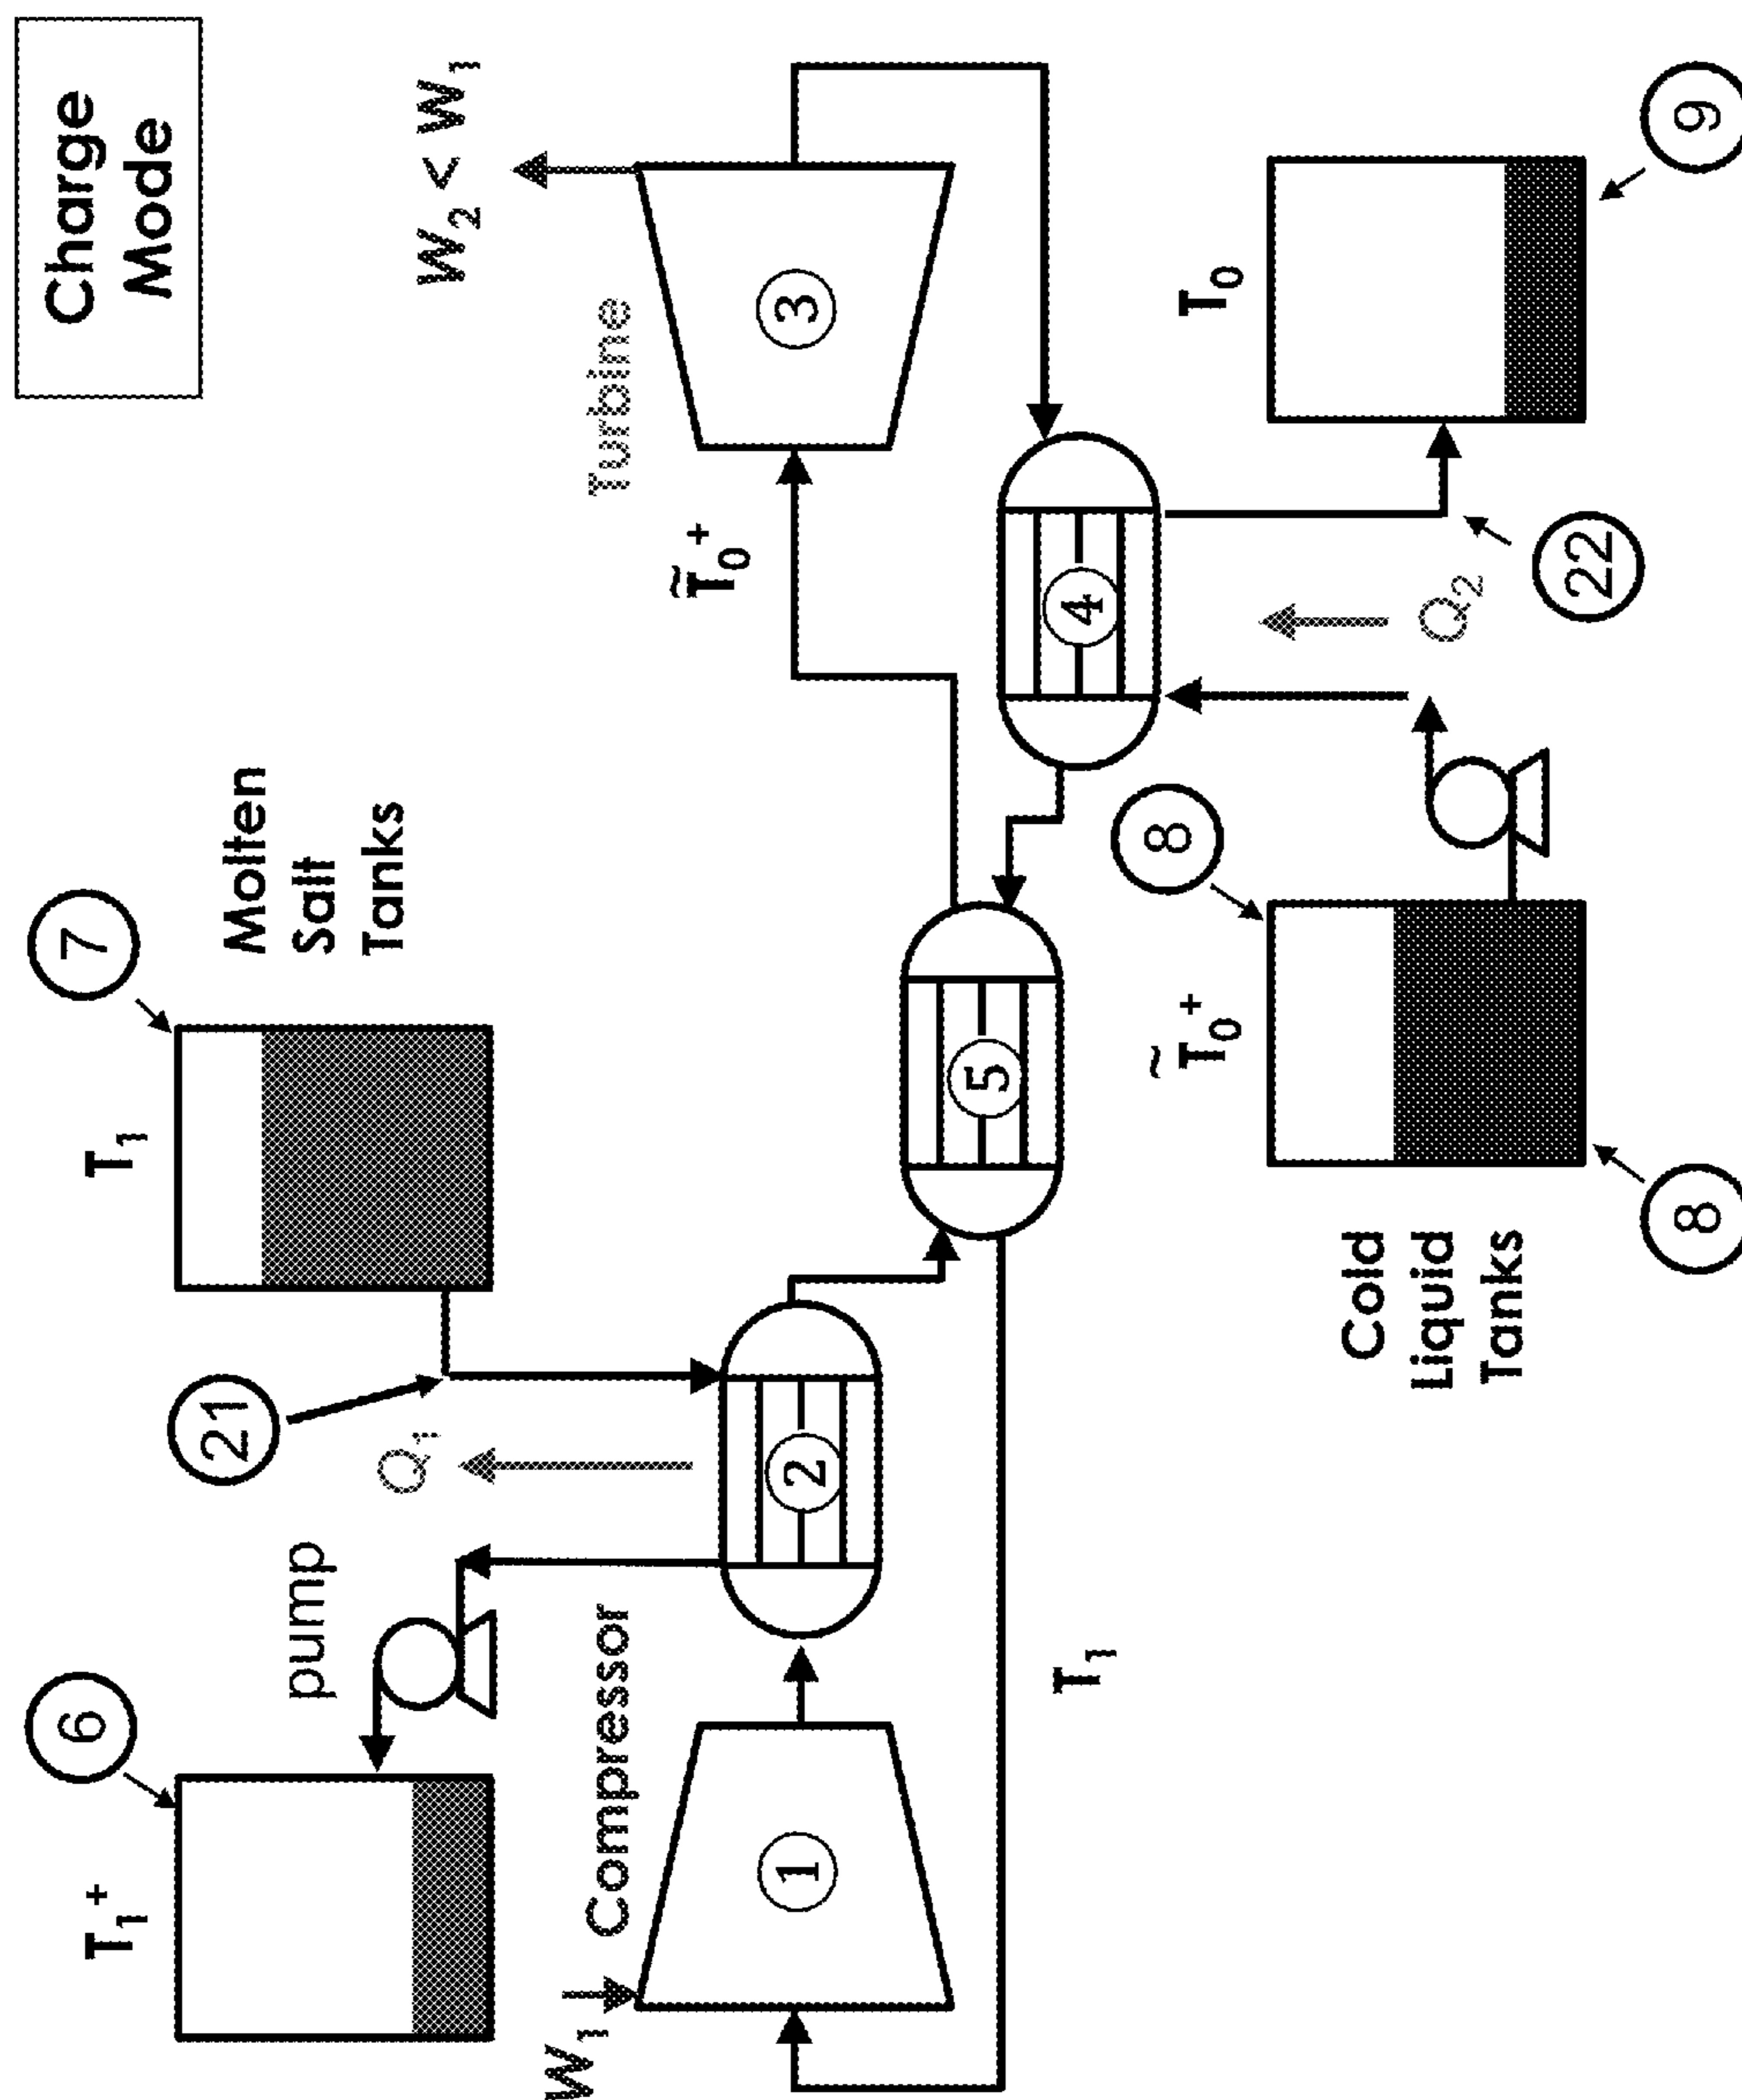 Charge
Mode
6
7
T₁⁺
T₁
Molten
Salt
Tanks
21
pump
Q₁
W₂ < W₁
W₁
Compressor
Turbine
T̃₀⁺
1
2
3
5
4
T₁
8
T̃₀⁺
T₀
Cold
Liquid
Tanks
Q₂
22
8
9